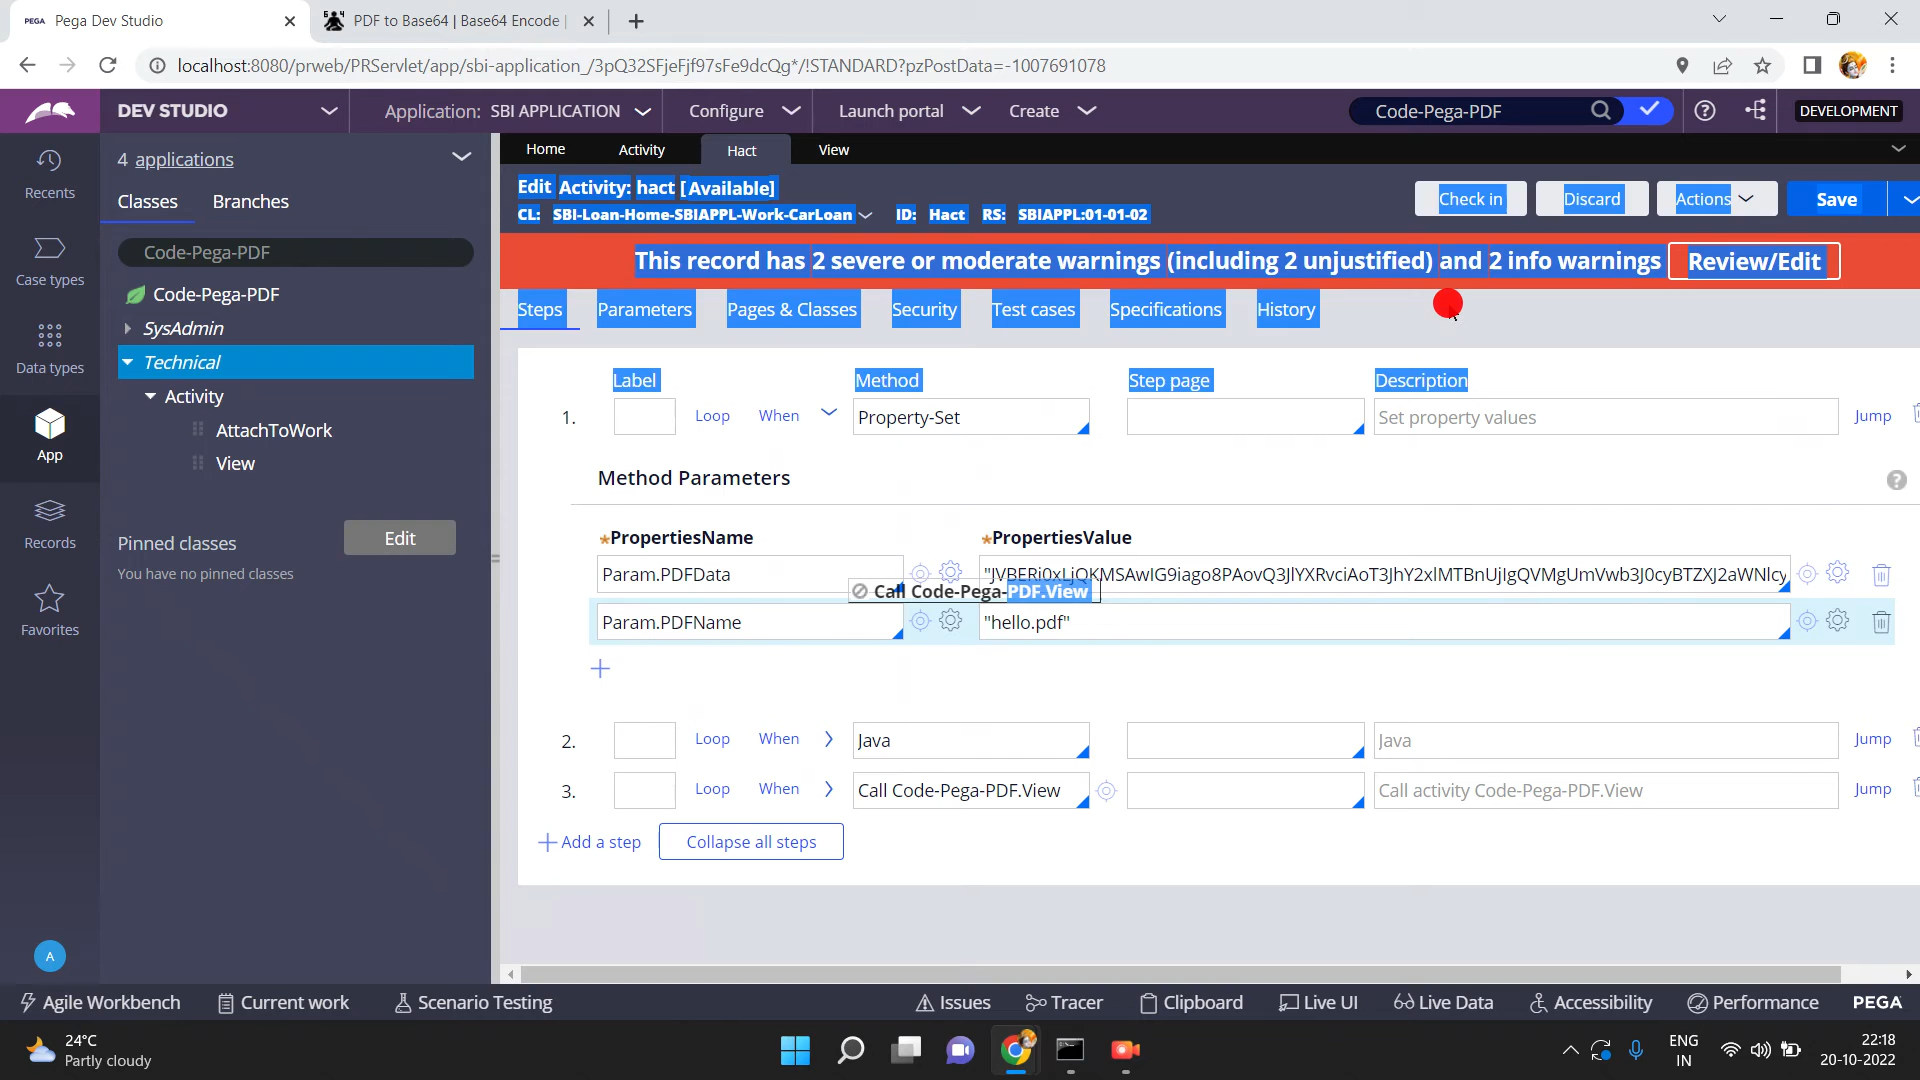 PEGA Pega Dev Studio
PDF to Base64 | Base64 Encode |
localhost:8080/prweb/PRServlet/app/sbi-application_/3pQ32SFjeFjf97sFe9dcQg*/!STANDARD?pzPostData=-1007691078
DEV STUDIO
Application: SBI APPLICATION
Configure
Launch portal
Create
Code-Pega-PDF
DEVELOPMENT
Recents
Case types
Data types
App
Records
Favorites
A
4 applications
Classes Branches
Code-Pega-PDF
Code-Pega-PDF
SysAdmin
Technical
Activity
AttachToWork
View
Pinned classes
Edit
You have no pinned classes
Home Activity Hact View
Edit Activity: hact [Available]
CL: SBI-Loan-Home-SBIAPPL-Work-CarLoan ID: Hact RS: SBIAPPL:01-01-02
Check in Discard Actions Save
This record has 2 severe or moderate warnings (including 2 unjustified) and 2 info warnings Review/Edit
Steps Parameters Pages & Classes Security Test cases Specifications History
Label Method Step page Description
1. Loop When Property-Set Set property values Jump
Method Parameters
*PropertiesName *PropertiesValue
Param.PDFData "JVBERi0xLjQKMSAwIG9iago8PAovQ3JlYXRvciAoT3JhY2xlMTBnUjIgQVMgUmVwb3J0cyBTZXJ2aWNlcy
Call Code-Pega-PDF.View
Param.PDFName "hello.pdf"
2. Loop When Java Java Jump
3. Loop When Call Code-Pega-PDF.View Call activity Code-Pega-PDF.View Jump
Add a step Collapse all steps
Agile Workbench Current work Scenario Testing Issues Tracer Clipboard Live UI Live Data Accessibility Performance PEGA
24°C
Partly cloudy
ENG
IN
22:18
20-10-2022